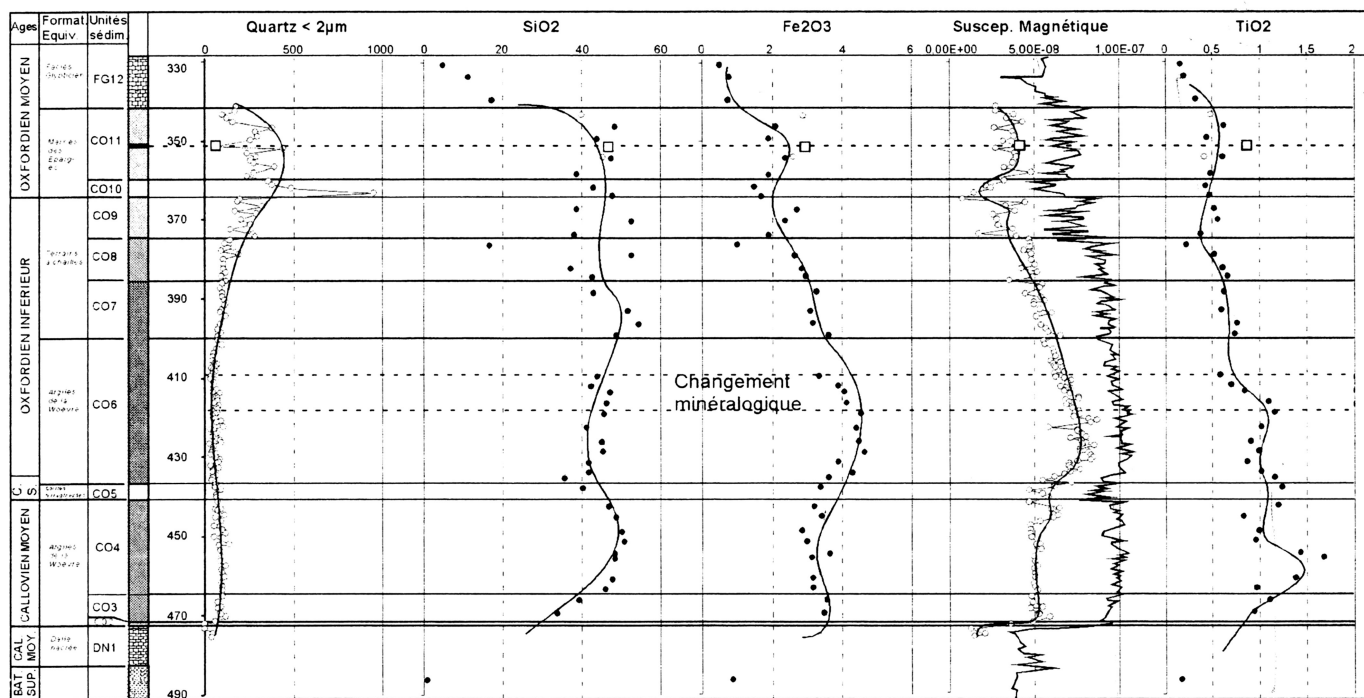 Ages
Format. Equiv.
Unités sédim.
Quartz < 2µm
SiO2
Fe2O3
Suscep. Magnétique
TiO2
0 500 1000
0 20 40 60
0 2 4 6
0.00E+00 5.00E-08 1.00E-07
0 0,5 1 1,5 2
OXFORDIEN MOYEN
OXFORDIEN INFERIEUR
C. S.
CALLOVIEN MOYEN
CAL MOY
BAT. SUP.
Marnes des Eparges
Terrains à chailles
Argiles de la Woëvre
Argiles de la Woëvre
Dalle nacrée
FG12
CO11
CO10
CO9
CO8
CO7
CO6
CO5
CO4
CO3
DN1
330
350
370
390
410
430
450
470
490
Changement
minéralogique